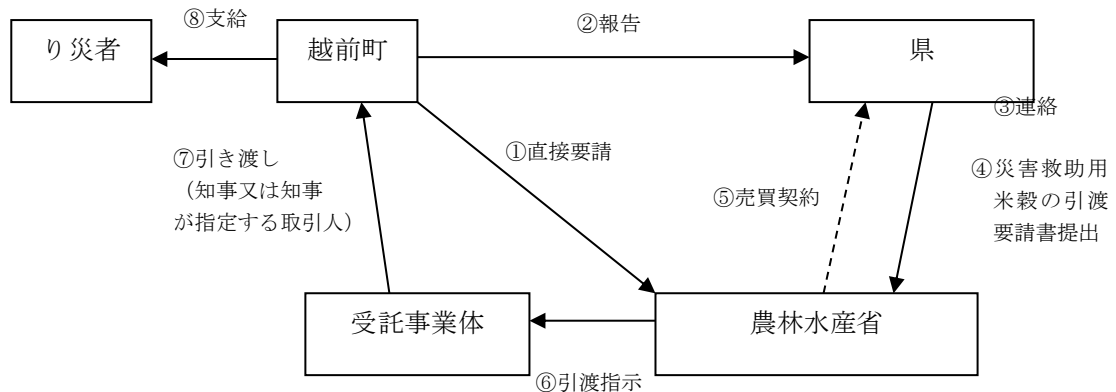 ⑧支給
②報告
り災者
越前町
県
③連絡
①直接要請
⑦引き渡し
（知事又は知事
が指定する取引人）
④災害救助用
米穀の引渡
要請書提出
⑤売買契約
受託事業体
農林水産省
⑥引渡指示